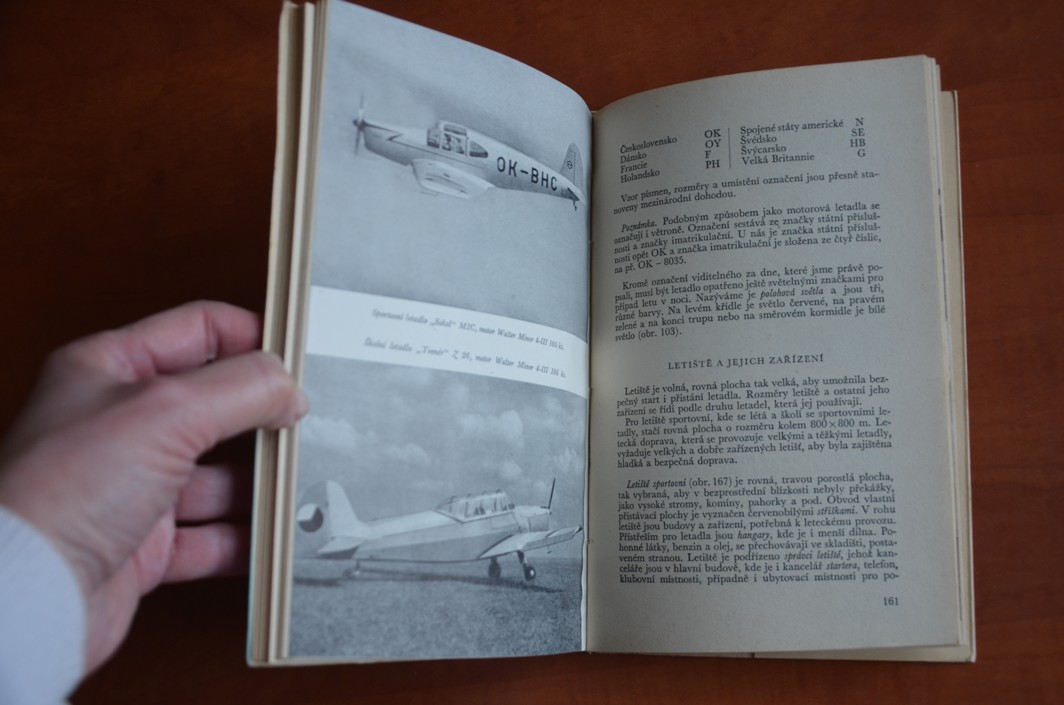 OK-BHC
Sportovní letadlo „Sokol“ M1C, motor Walter Minor 4-III 105 ks.
Školní letadlo „Trenér“ Z 26, motor Walter Minor 4-III 105 ks.
Československo OK
Dánsko OY
Francie F
Holandsko PH
Spojené státy americké N
Švédsko SE
Švýcarsko HB
Velká Britannie G
Vzor písmen, rozměry a umístění označení jsou přesně sta-
noveny mezinárodní dohodou.
Poznámka. Podobným způsobem jako motorová letadla se
označují i větroně. Označení sestává ze značky státní přísluš-
nosti a značky imatrikulační. U nás je značka státní přísluš-
nosti opět OK a značka imatrikulační je složena ze čtyř číslic,
na př. OK – 8035.
Kromě označení viditelného za dne, které jsme právě po-
psali, musí být letadlo opatřeno ještě světelnými značkami pro
případ letu v noci. Nazýváme je polohová světla a jsou tři,
různé barvy. Na levém křídle je světlo červené, na pravém
zelené a na konci trupu nebo na směrovém kormidle je bílé
světlo (obr. 103).
LETIŠTĚ A JEJICH ZAŘÍZENÍ
Letiště je volná, rovná plocha tak velká, aby umožnila bez-
pečný start i přistání letadla. Rozměry letiště a ostatní jeho
zařízení se řídí podle druhu letadel, která jej používají.
Pro letiště sportovní, kde se létá a školí se sportovními le-
tadly, stačí rovná plocha o rozměru kolem 800×800 m. Le-
tecká doprava, která se provozuje velkými a těžkými letadly,
vyžaduje velkých a dobře zařízených letišť, aby byla zajištěna
hladká a bezpečná doprava.
Letiště sportovní (obr. 167) je rovná, travou porostlá plocha,
tak vybraná, aby v bezprostřední blízkosti nebyly překážky,
jako vysoké stromy, komíny, pahorky a pod. Obvod vlastní
přistávací plochy je vyznačen červenobílými stříškami. V rohu
letiště jsou budovy a zařízení, potřebná k leteckému provozu.
Přístřeším pro letadla jsou hangary, kde je i menší dílna. Po-
honné látky, benzin a olej, se přechovávají ve skladišti, posta-
veném stranou. Letiště je podřízeno správci letiště, jehož kan-
celáře jsou v hlavní budově, kde je i kancelář startera, telefon,
klubovní místnosti, případně i ubytovací místnosti pro po-
161